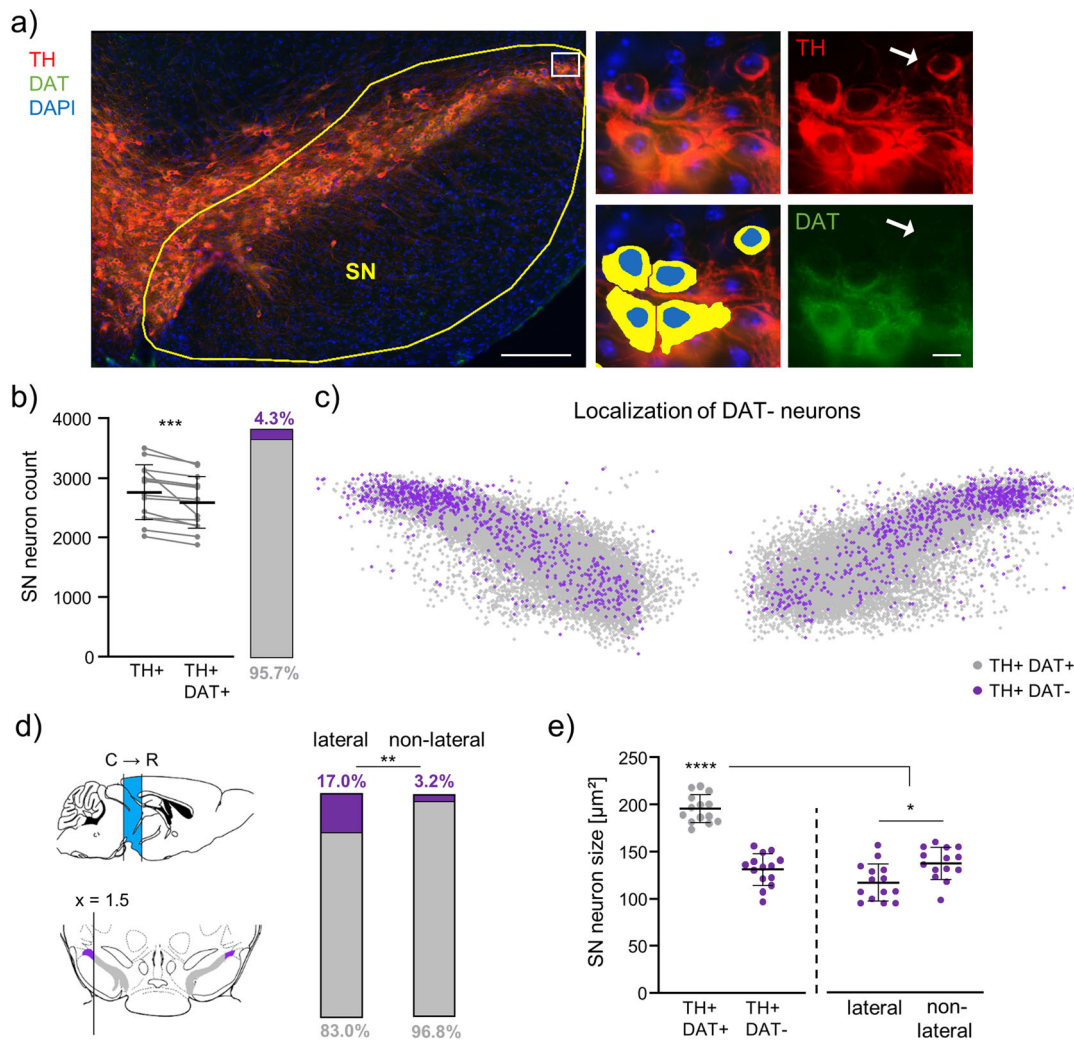 a)
TH
DAT
DAPI
SN
TH
DAT
b)
4000
3000
2000
1000
0
SN neuron count
***
TH+
TH+
DAT+
4.3%
95.7%
c)
Localization of DAT- neurons
TH+ DAT+
TH+ DAT-
d)
C → R
x = 1.5
lateral
non-lateral
**
17.0%
3.2%
83.0%
96.8%
e)
250
200
150
100
50
0
SN neuron size [µm²]
****
*
TH+
DAT+
TH+
DAT-
lateral
non-
lateral